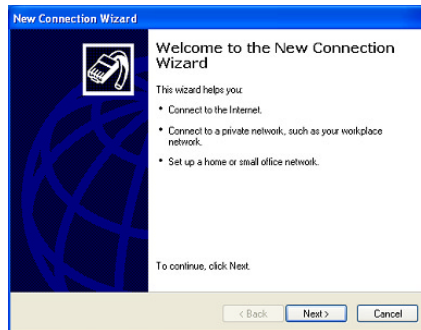 New Connection Wizard
Welcome to the New Connection
Wizard
This wizard helps you:
• Connect to the Internet.
• Connect to a private network, such as your workplace
network.
• Set up a home or small office network.
To continue, click Next.
< Back Next > Cancel